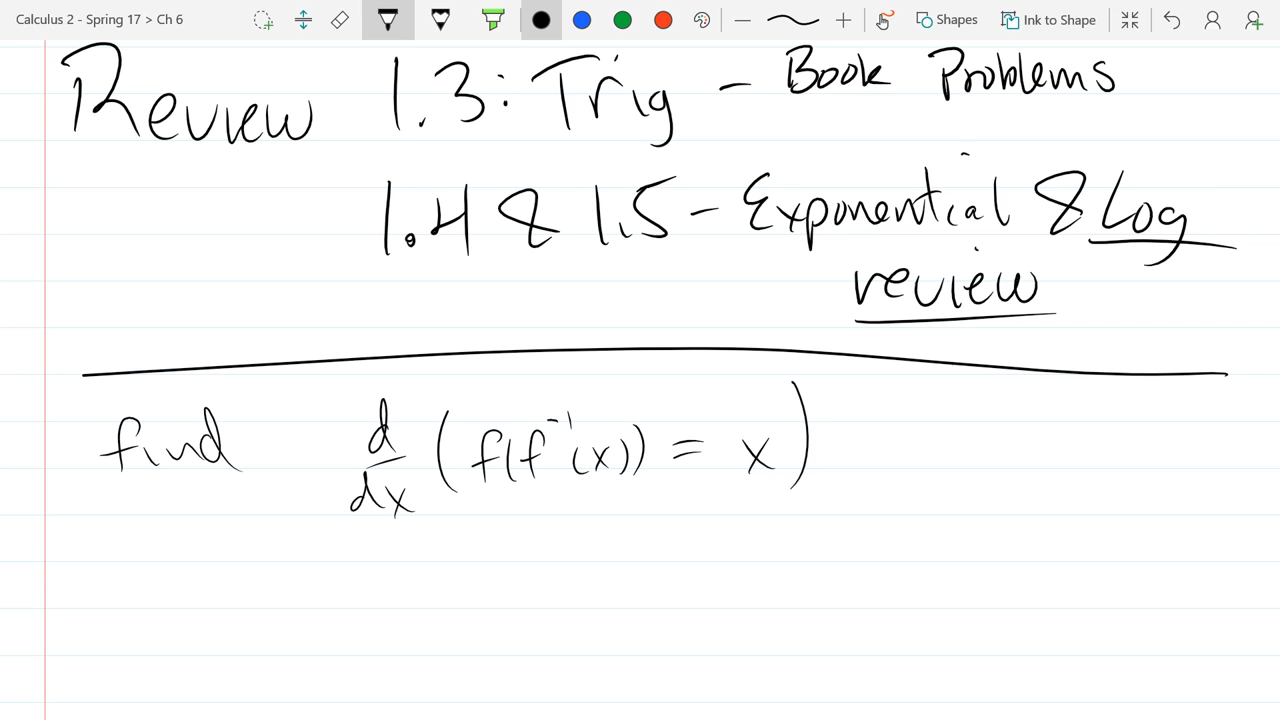 Calculus 2 - Spring 17 > Ch 6 Shapes Ink to Shape
Review 1.3: Trig - Book Problems
1.4 & 1.5 - Exponential & Log
review
find d/dx (f(f⁻¹(x)) = x)